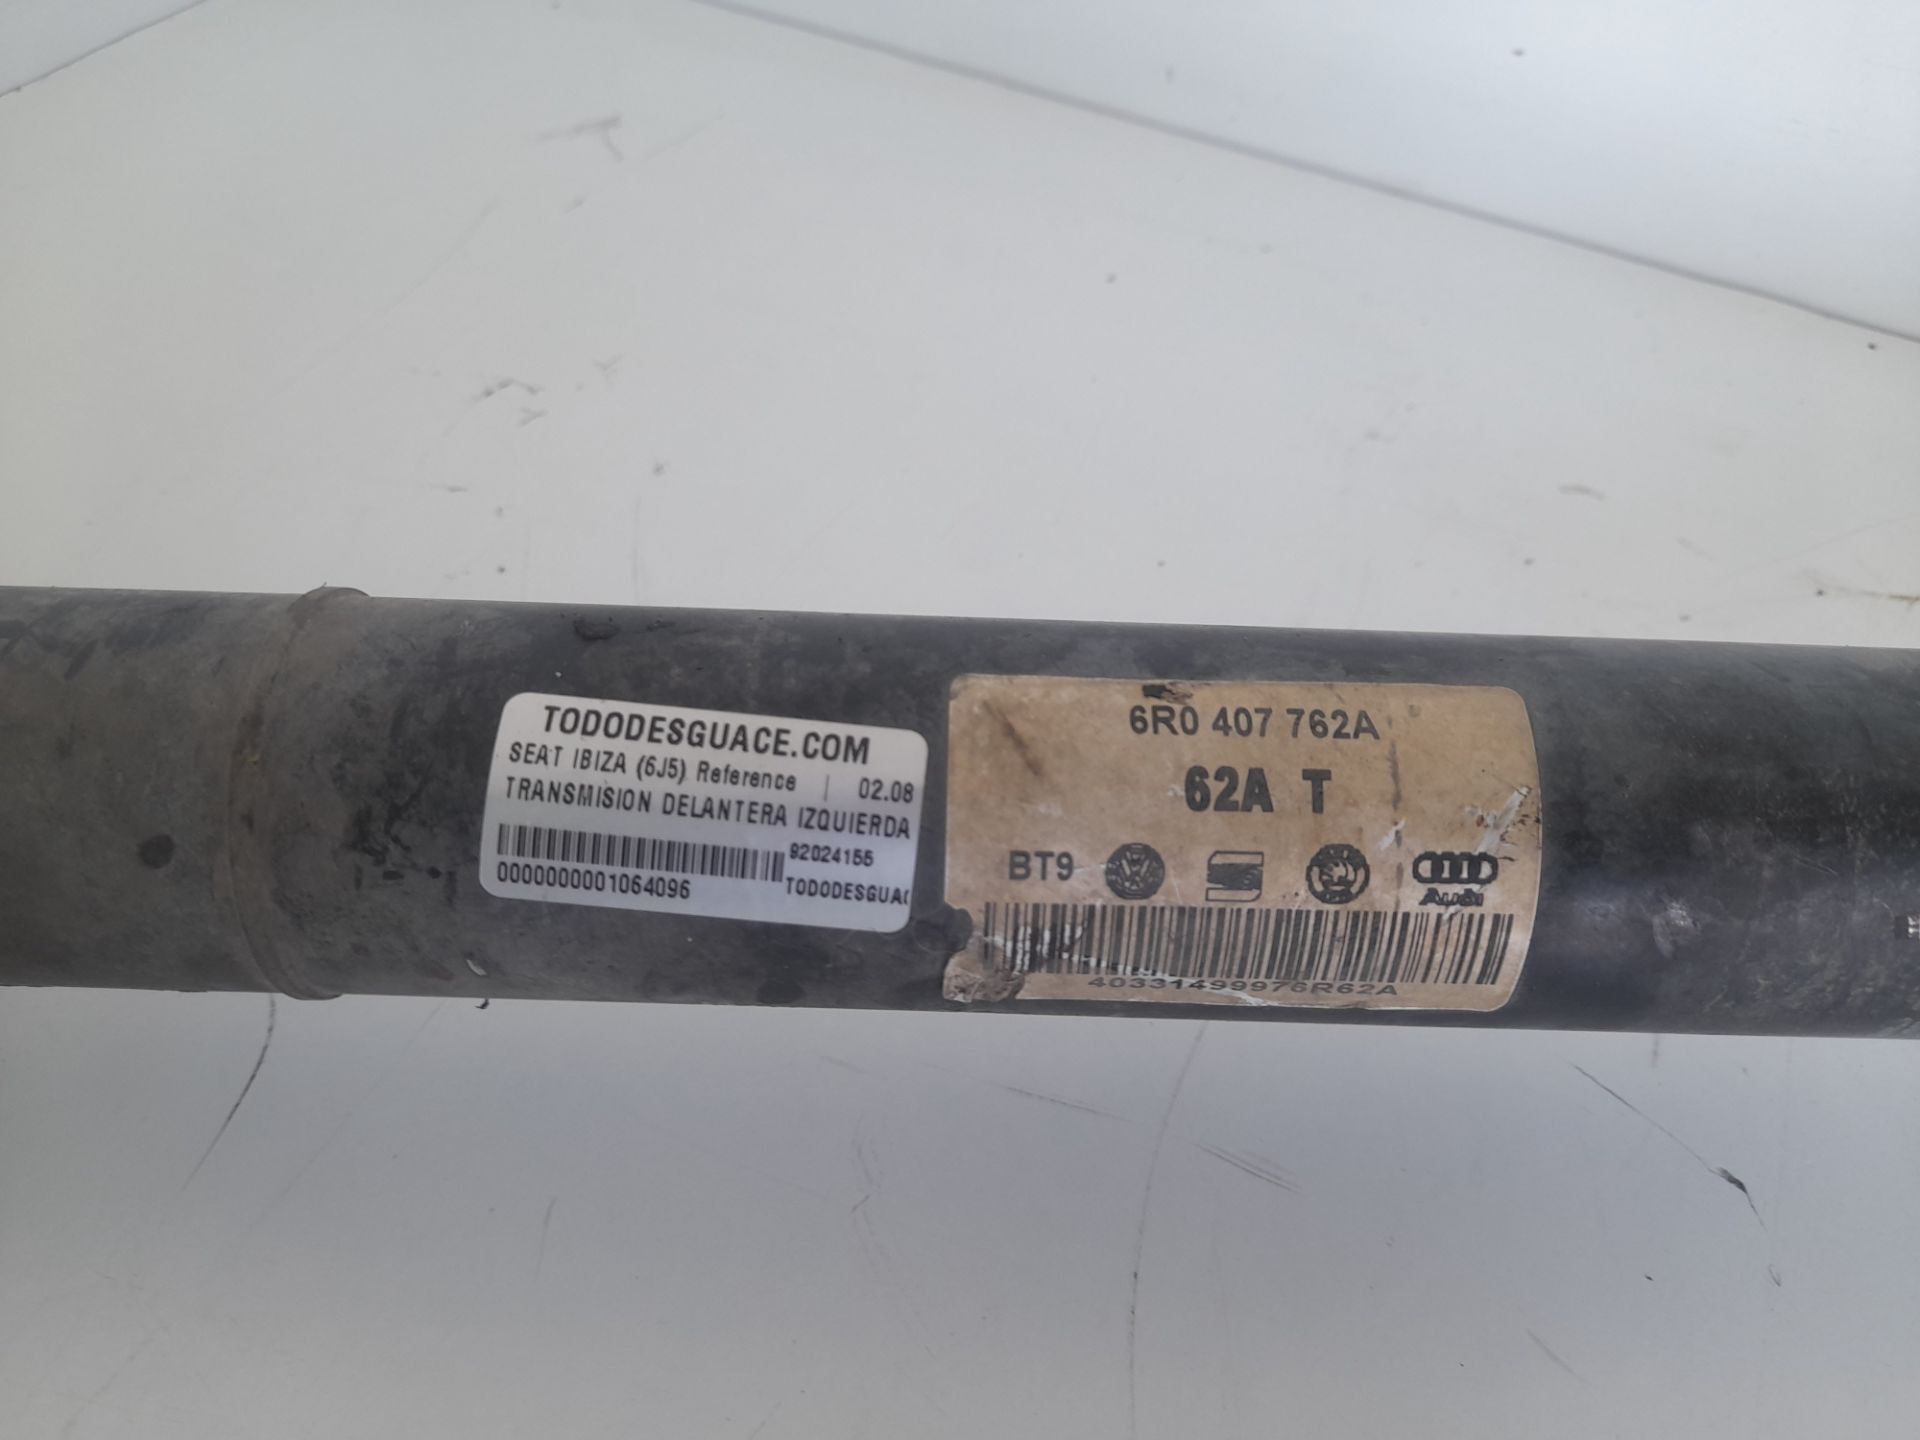 TODODESGUACE.COM
SEAT IBIZA (6J5) Reference | 02.08
TRANSMISION DELANTERA IZQUIERDA
92024155
0000000001064096 TODODESGUAC
6R0 407 762A
62A T
BT9
Audi
40331499976R62A